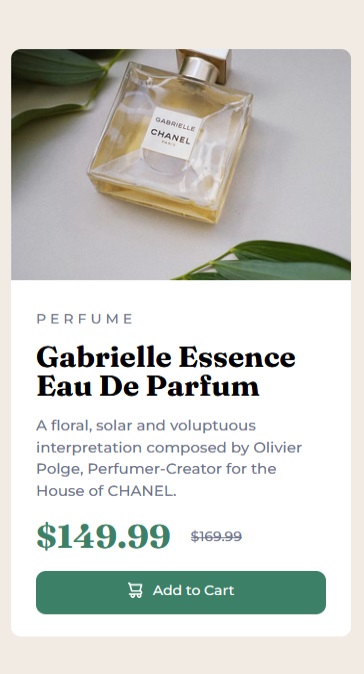 GABRIELLE
CHANEL
PARIS
PERFUME
Gabrielle Essence
Eau De Parfum
A floral, solar and voluptuous
interpretation composed by Olivier
Polge, Perfumer-Creator for the
House of CHANEL.
$149.99 $169.99
Add to Cart